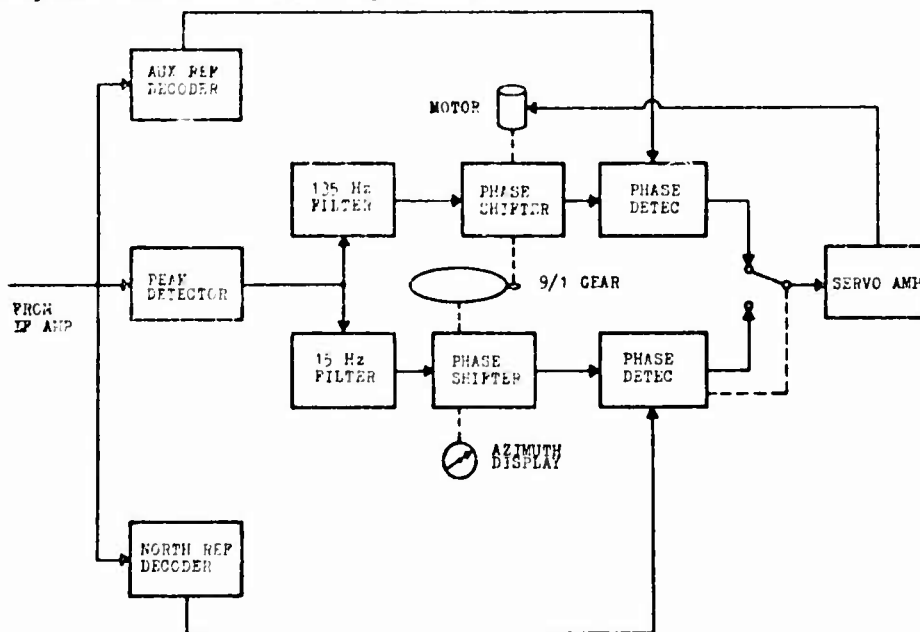 AUX REF
DECODER
MOTOR
135 Hz
FILTER
PHASE
SHIFTER
PHASE
DETEC
PEAK
DETECTOR
9/1 GEAR
SERVO AMP
FROM
IF AMP
15 Hz
FILTER
PHASE
SHIFTER
PHASE
DETEC
AZIMUTH
DISPLAY
NORTH REF
DECODER